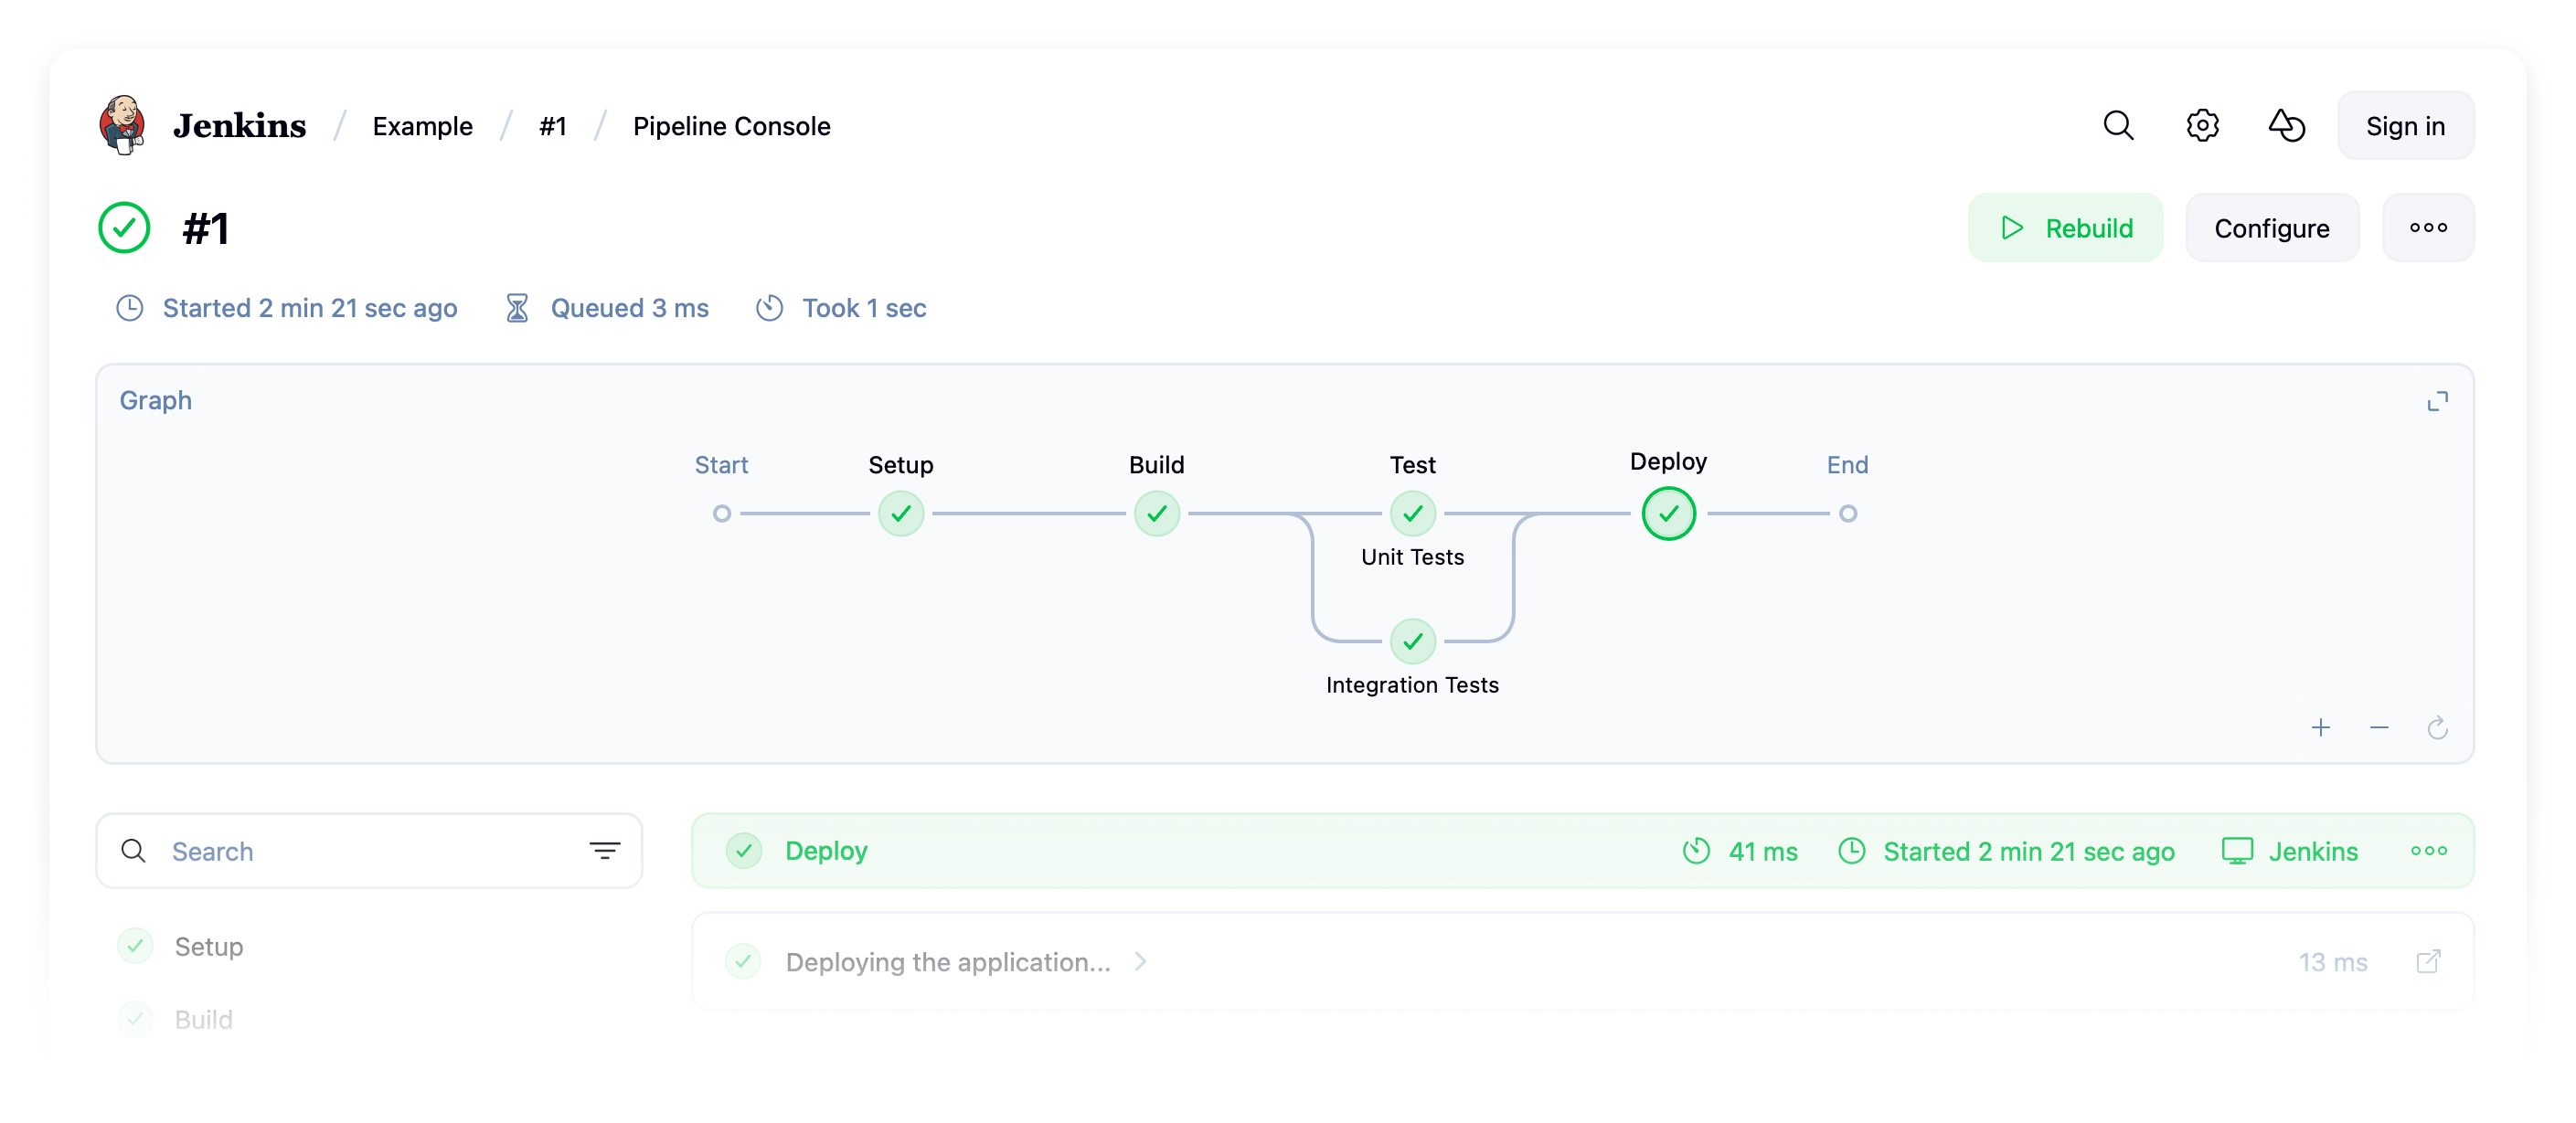 Jenkins / Example / #1 / Pipeline Console
Sign in
#1
Rebuild
Configure
Started 2 min 21 sec ago
Queued 3 ms
Took 1 sec
Graph
Start
Setup
Build
Test
Deploy
End
Unit Tests
Integration Tests
Search
Deploy
41 ms
Started 2 min 21 sec ago
Jenkins
Setup
Deploying the application...
13 ms
Build